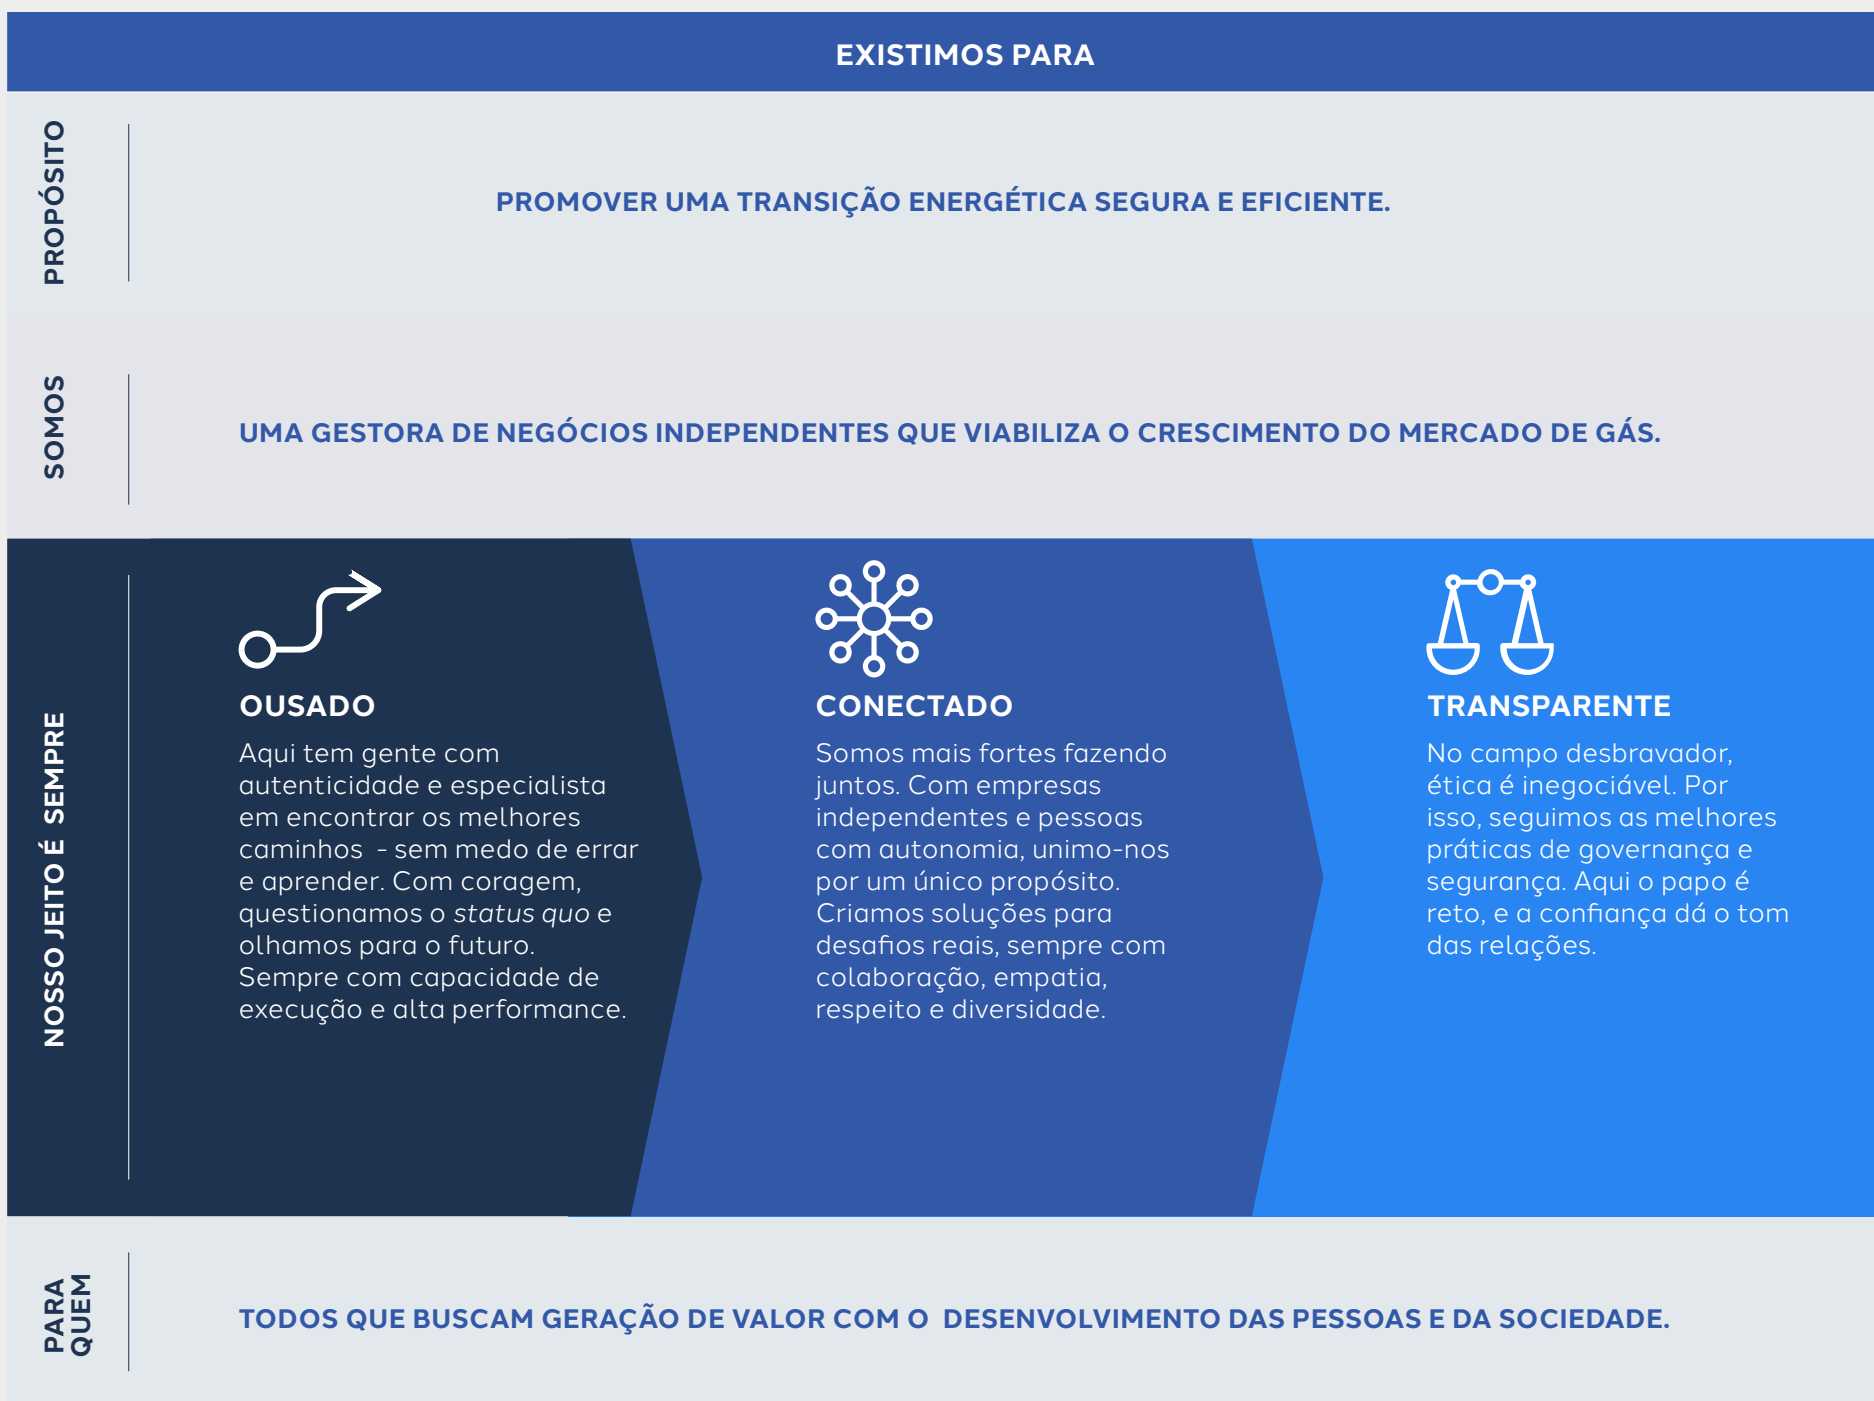 EXISTIMOS PARA
PROPÓSITO
PROMOVER UMA TRANSIÇÃO ENERGÉTICA SEGURA E EFICIENTE.
SOMOS
UMA GESTORA DE NEGÓCIOS INDEPENDENTES QUE VIABILIZA O CRESCIMENTO DO MERCADO DE GÁS.
NOSSO JEITO É SEMPRE
OUSADO
Aqui tem gente com
autenticidade e especialista
em encontrar os melhores
caminhos - sem medo de errar
e aprender. Com coragem,
questionamos o status quo e
olhamos para o futuro.
Sempre com capacidade de
execução e alta performance.
CONECTADO
Somos mais fortes fazendo
juntos. Com empresas
independentes e pessoas
com autonomia, unimo-nos
por um único propósito.
Criamos soluções para
desafios reais, sempre com
colaboração, empatia,
respeito e diversidade.
TRANSPARENTE
No campo desbravador,
ética é inegociável. Por
isso, seguimos as melhores
práticas de governança e
segurança. Aqui o papo é
reto, e a confiança dá o tom
das relações.
PARA
QUEM
TODOS QUE BUSCAM GERAÇÃO DE VALOR COM O DESENVOLVIMENTO DAS PESSOAS E DA SOCIEDADE.